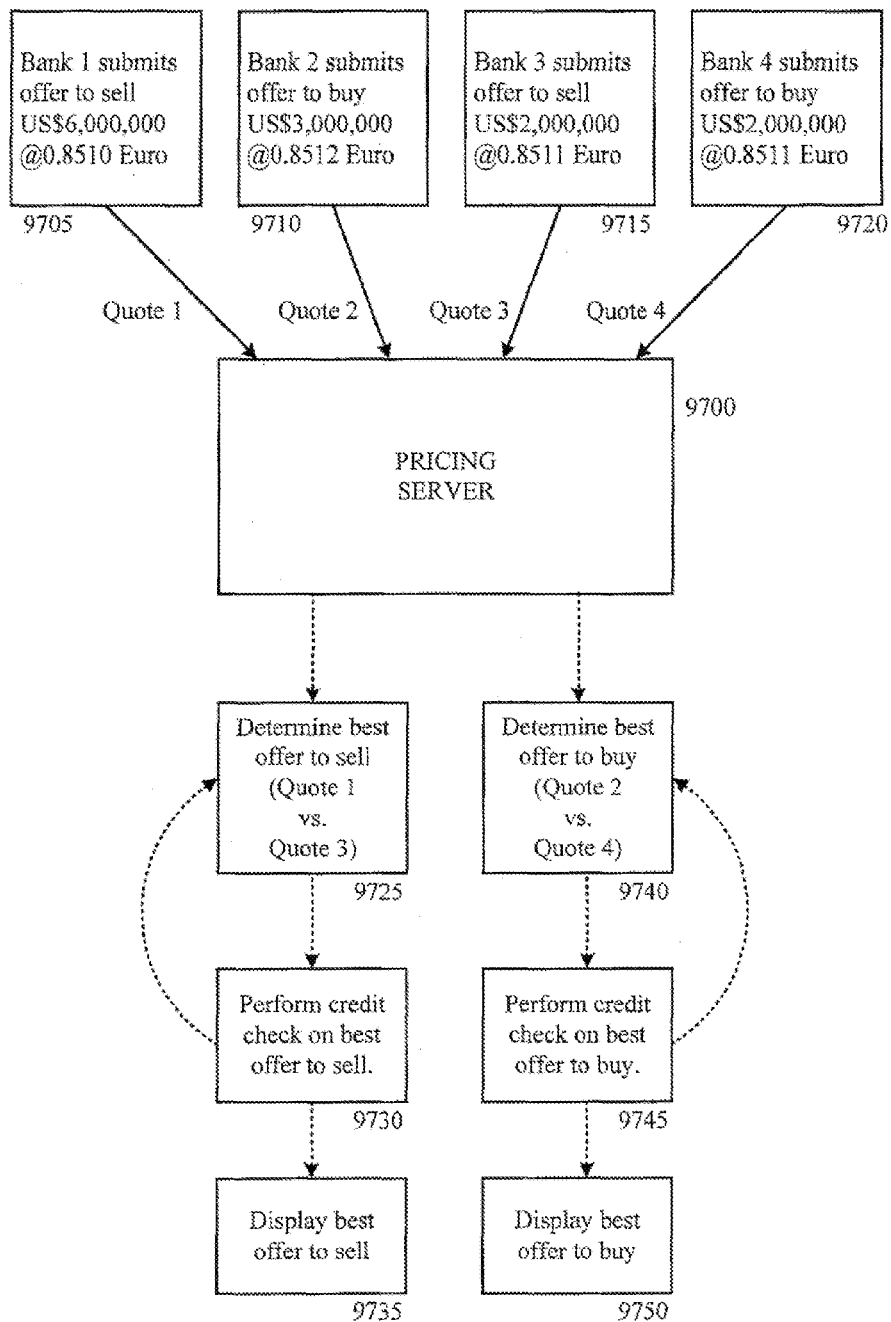 Bank 1 submits
offer to sell
US$6,000,000
@0.8510 Euro
9705
Bank 2 submits
offer to buy
US$3,000,000
@0.8512 Euro
9710
Bank 3 submits
offer to sell
US$2,000,000
@0.8511 Euro
9715
Bank 4 submits
offer to buy
US$2,000,000
@0.8511 Euro
9720
Quote 1
Quote 2
Quote 3
Quote 4
9700
PRICING
SERVER
Determine best
offer to sell
(Quote 1
vs.
Quote 3)
9725
Determine best
offer to buy
(Quote 2
vs.
Quote 4)
9740
Perform credit
check on best
offer to sell.
9730
Perform credit
check on best
offer to buy.
9745
Display best
offer to sell
9735
Display best
offer to buy
9750